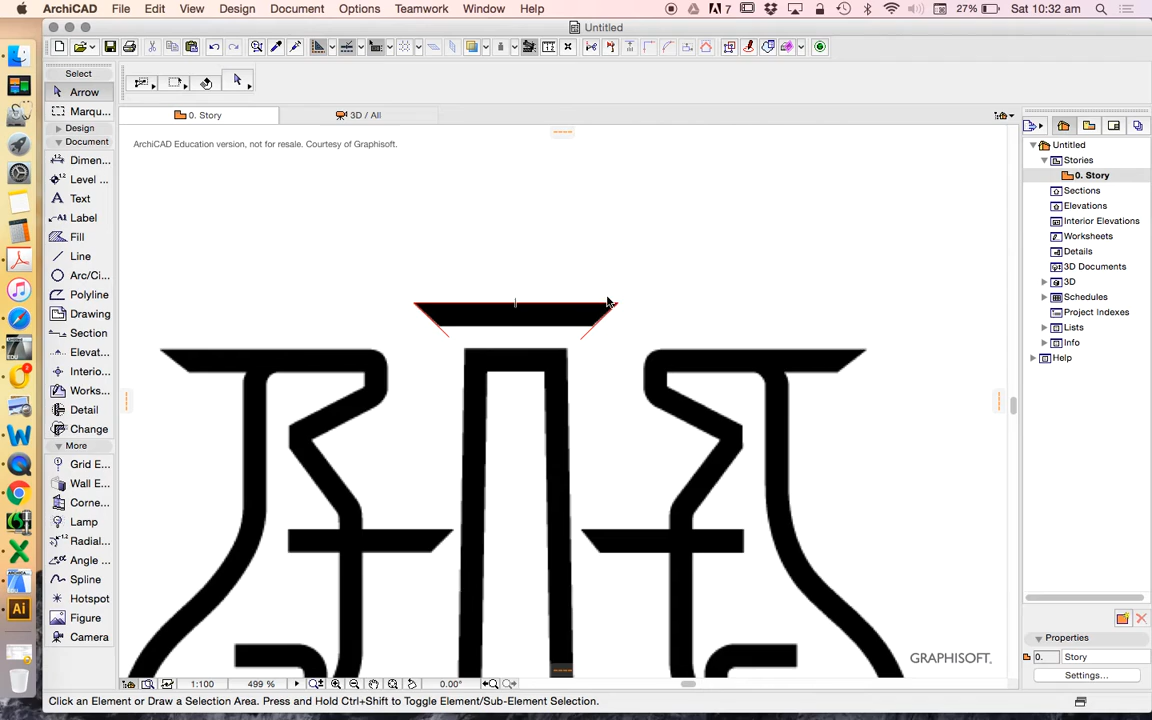 ArchiCAD File Edit View Design Document Options Teamwork Window Help
7
27% Sat 10:32 am
Untitled
Select
Arrow
Marqu...
Design
Document
Dimen...
Level ...
Text
A1 Label
Fill
Line
Arc/Ci...
Polyline
Drawing
Section
Elevat...
Interio...
Works...
Detail
Change
More
Grid E...
Wall E...
Corne...
Lamp
Radial...
Angle ...
Spline
Hotspot
Figure
Camera
0. Story
3D / All
ArchiCAD Education version, not for resale. Courtesy of Graphisoft.
GRAPHISOFT.
1:100
499 %
0.00°
Click an Element or Draw a Selection Area. Press and Hold Ctrl+Shift to Toggle Element/Sub-Element Selection.
Untitled
Stories
0. Story
Sections
Elevations
Interior Elevations
Worksheets
Details
3D Documents
3D
Schedules
Project Indexes
Lists
Info
Help
Properties
0. Story
Settings...